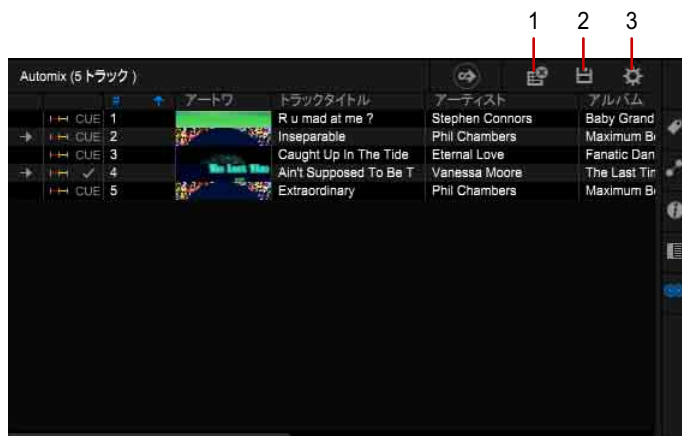 1 2 3
Automix (5 トラック )
# アートワ トラックタイトル アーティスト アルバム
CUE 1 R u mad at me ? Stephen Connors Baby Grand
2 Inseparable Phil Chambers Maximum
CUE 3 Caught Up In The Tide Eternal Love Fanatic Dan
4 The Last Ain't Supposed To Be T Vanessa Moore The Last
CUE 5 Extraordinary Phil Chambers Maximum